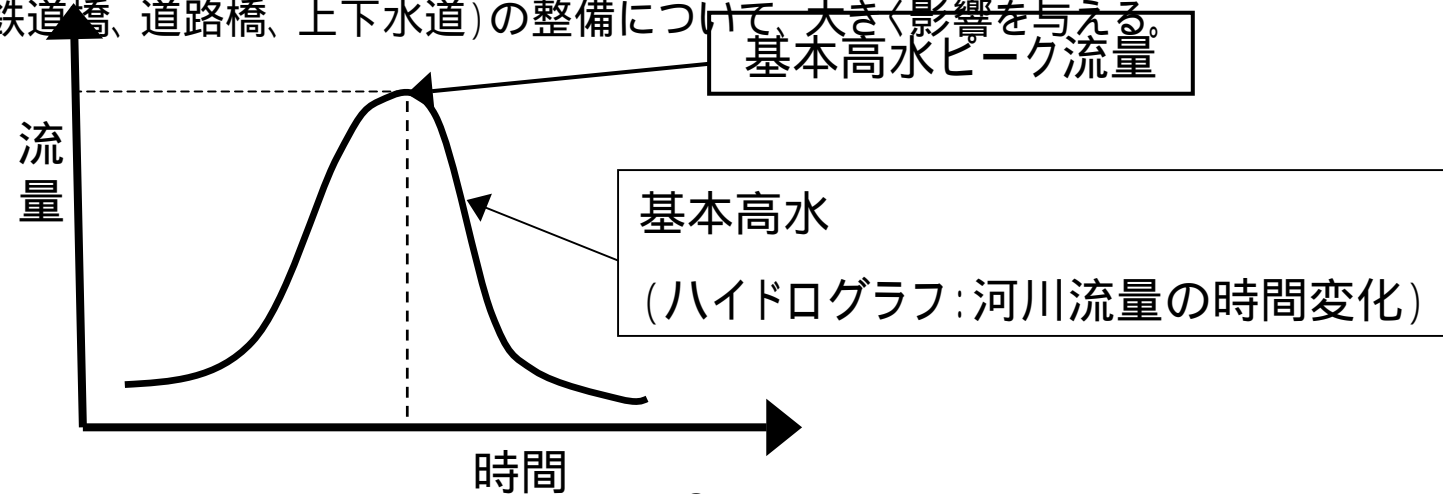 鉄道橋、道路橋、上下水道)の整備について、大きく影響を与える。
基本高水ピーク流量
流量
基本高水
(ハイドログラフ:河川流量の時間変化)
時間